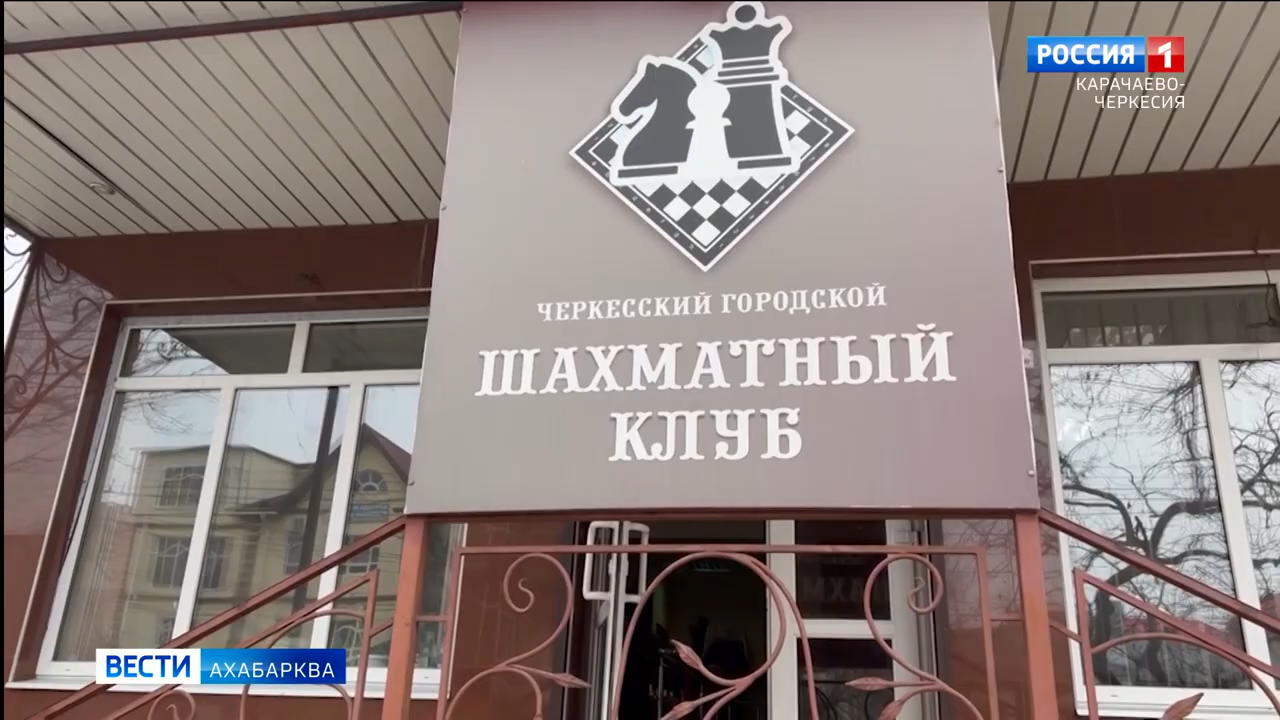 РОССИЯ 1
КАРАЧАЕВО-
ЧЕРКЕСИЯ
ЧЕРКЕССКИЙ ГОРОДСКОЙ
ШАХМАТНЫЙ
КЛУБ
ВЕСТИ АХАБАРКВА